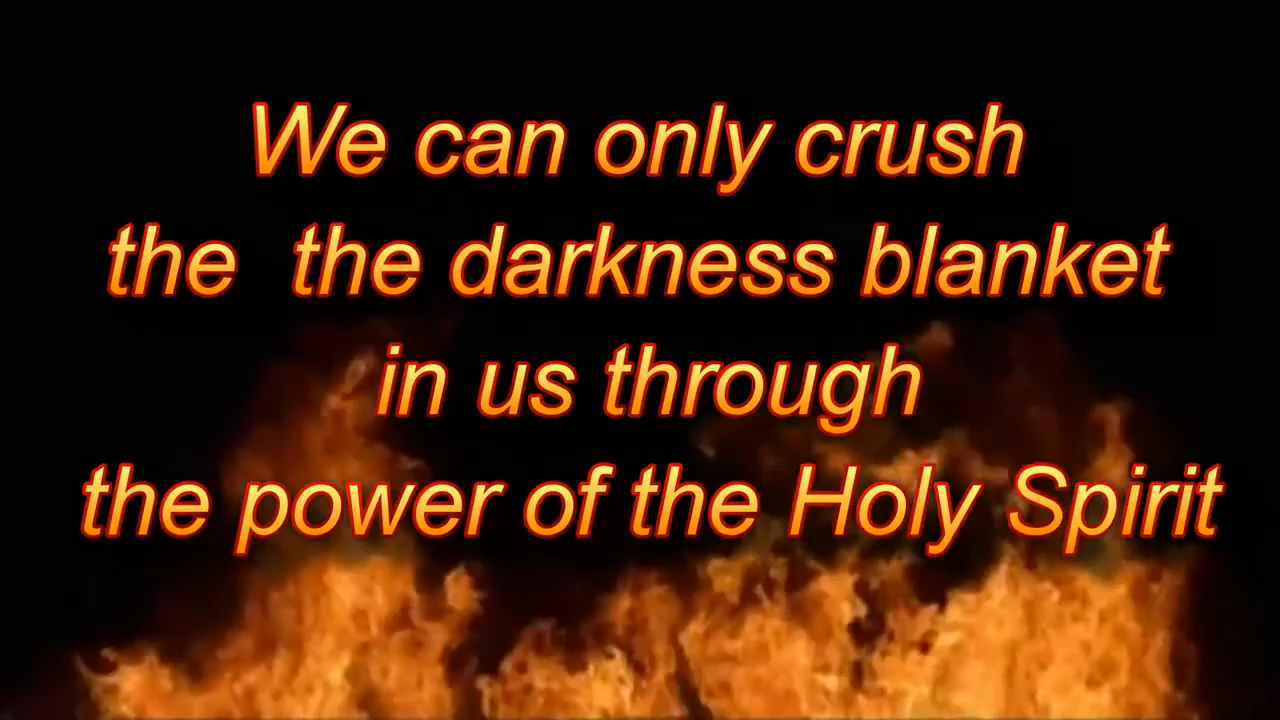 We can only crush
the  the darkness blanket
in us through
the power of the Holy Spirit